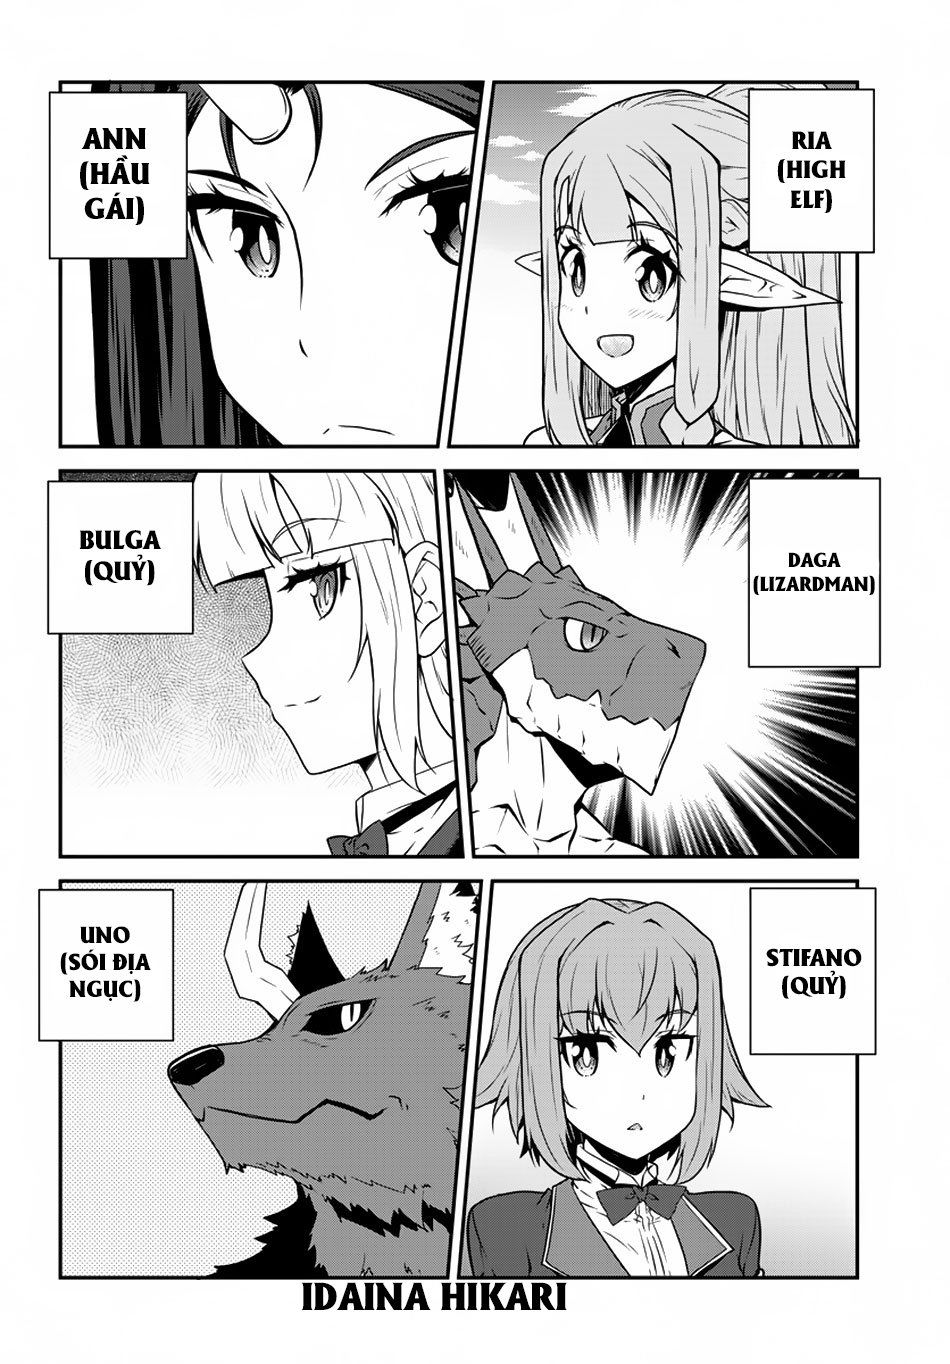 ANN
(HẦU
GÁI)
RIA
(HIGH
ELF)
BULGA
(QUỶ)
DAGA
(LIZARDMAN)
UNO
(SÓI ĐỊA
NGỤC)
STIFANO
(QUỶ)
IDAINA HIKARI